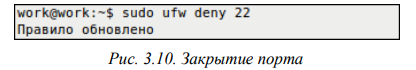 work@work:~$ sudo ufw deny 22
Правило обновлено
Рис. 3.10. Закрытие порта